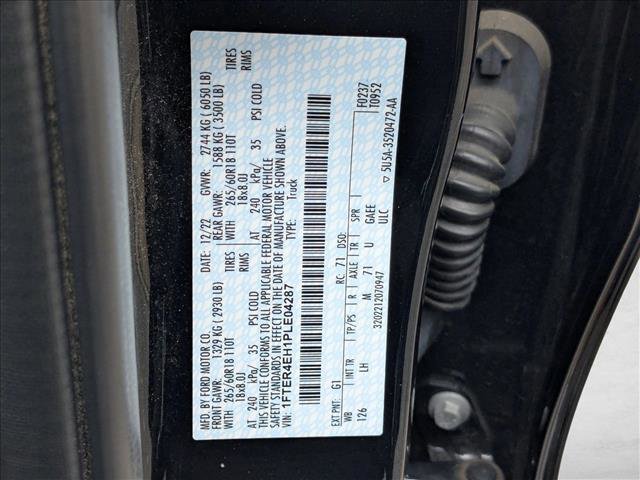 MFD. BY FORD MOTOR CO.
DATE: 12/22 GVWR: 2744 KG ( 6050 LB)
FRONT GAWR: 1329 KG ( 2930 LB) REAR GAWR: 1588 KG ( 3500 LB)
WITH 265/60R18 110T TIRES WITH 265/60R18 110T TIRES
18x8.0J RIMS 18x8.0J RIMS
AT 240 kPa/ 35 PSI COLD AT 240 kPa/ 35 PSI COLD
THIS VEHICLE CONFORMS TO ALL APPLICABLE FEDERAL MOTOR VEHICLE
SAFETY STANDARDS IN EFFECT ON THE DATE OF MANUFACTURE SHOWN ABOVE.
VIN: 1FTER4EH1PLE04287 TYPE: Truck
F0237
T0952
EXT PNT: G1 RC: 71 DSO:
WB INT TR TP/PS R AXLE TR SPR
126 LH M 71 U GAEE
3202212070947 ULC
▽ 5U5A-3520472-AA